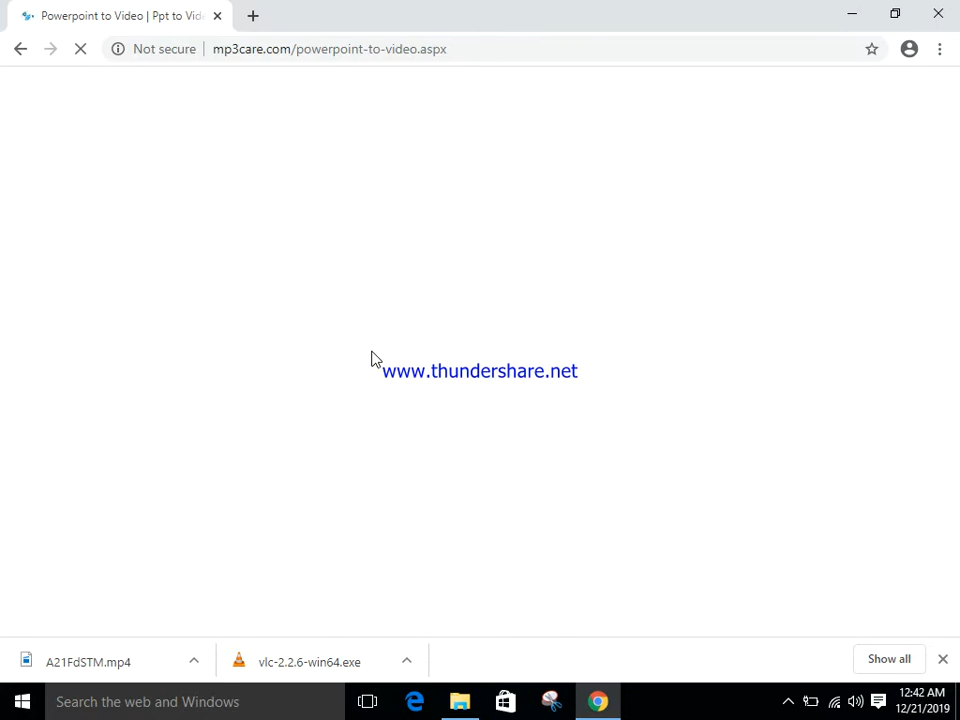 Powerpoint to Video | Ppt to Vide
Not secure
mp3care.com/powerpoint-to-video.aspx
www.thundershare.net
A21FdSTM.mp4
vlc-2.2.6-win64.exe
Show all
Search the web and Windows
12:42 AM
12/21/2019